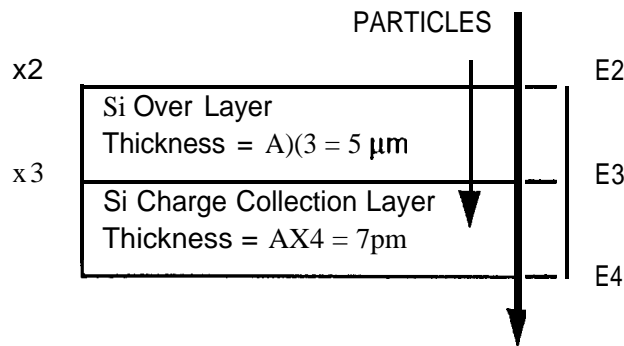 PARTICLES
x2
E2
Si Over Layer
Thickness = A)(3 = 5 μm
x3
E3
Si Charge Collection Layer
Thickness = AX4 = 7pm
E4